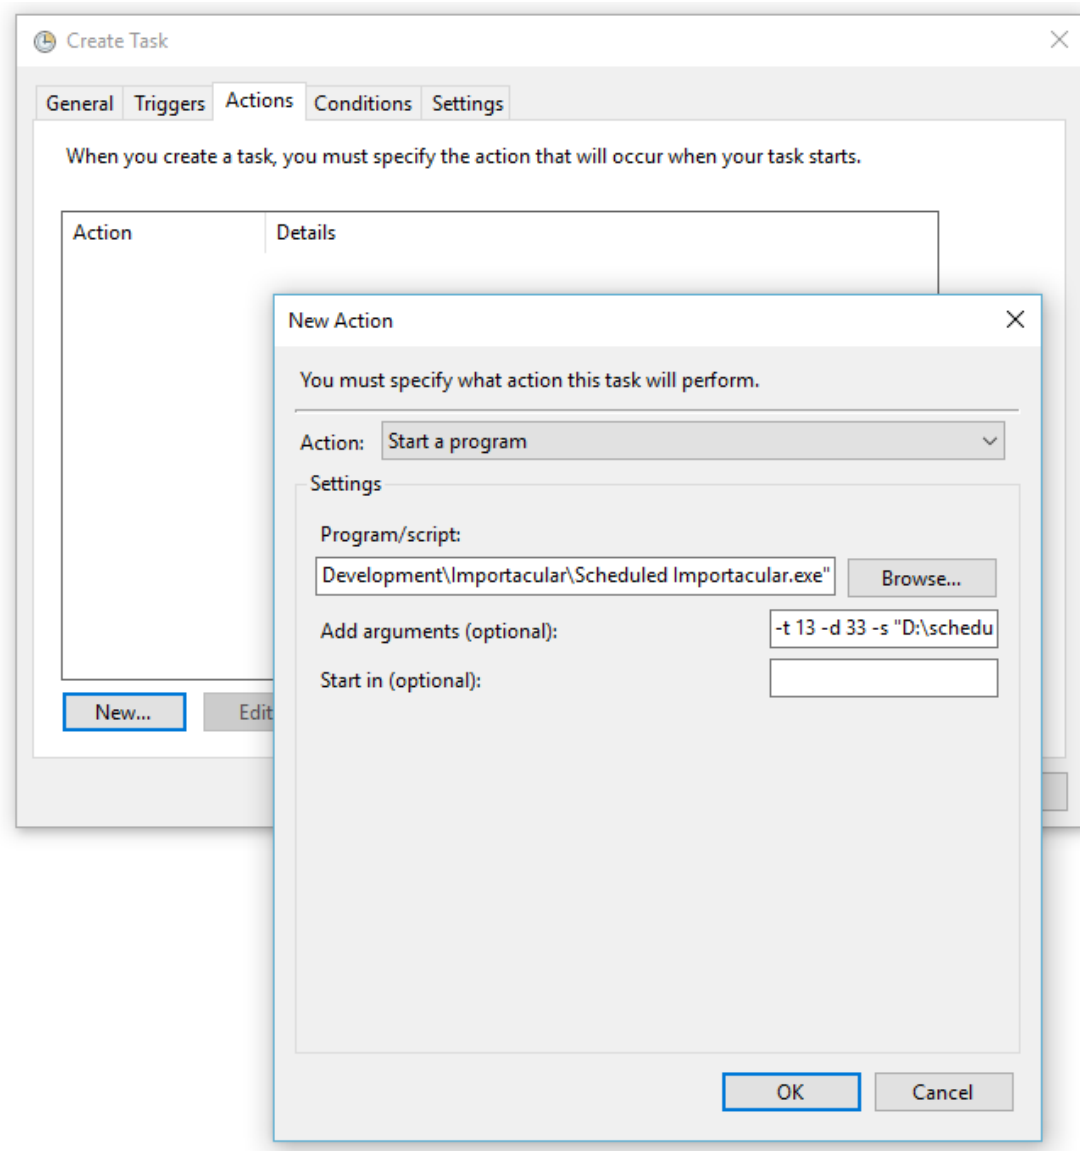 Create Task
General Triggers Actions Conditions Settings
When you create a task, you must specify the action that will occur when your task starts.
Action Details
New Action
You must specify what action this task will perform.
Action: Start a program
Settings
Program/script:
Development\Importacular\Scheduled Importacular.exe" Browse...
Add arguments (optional): -t 13 -d 33 -s "D:\schedu
Start in (optional):
New... Edit
OK Cancel